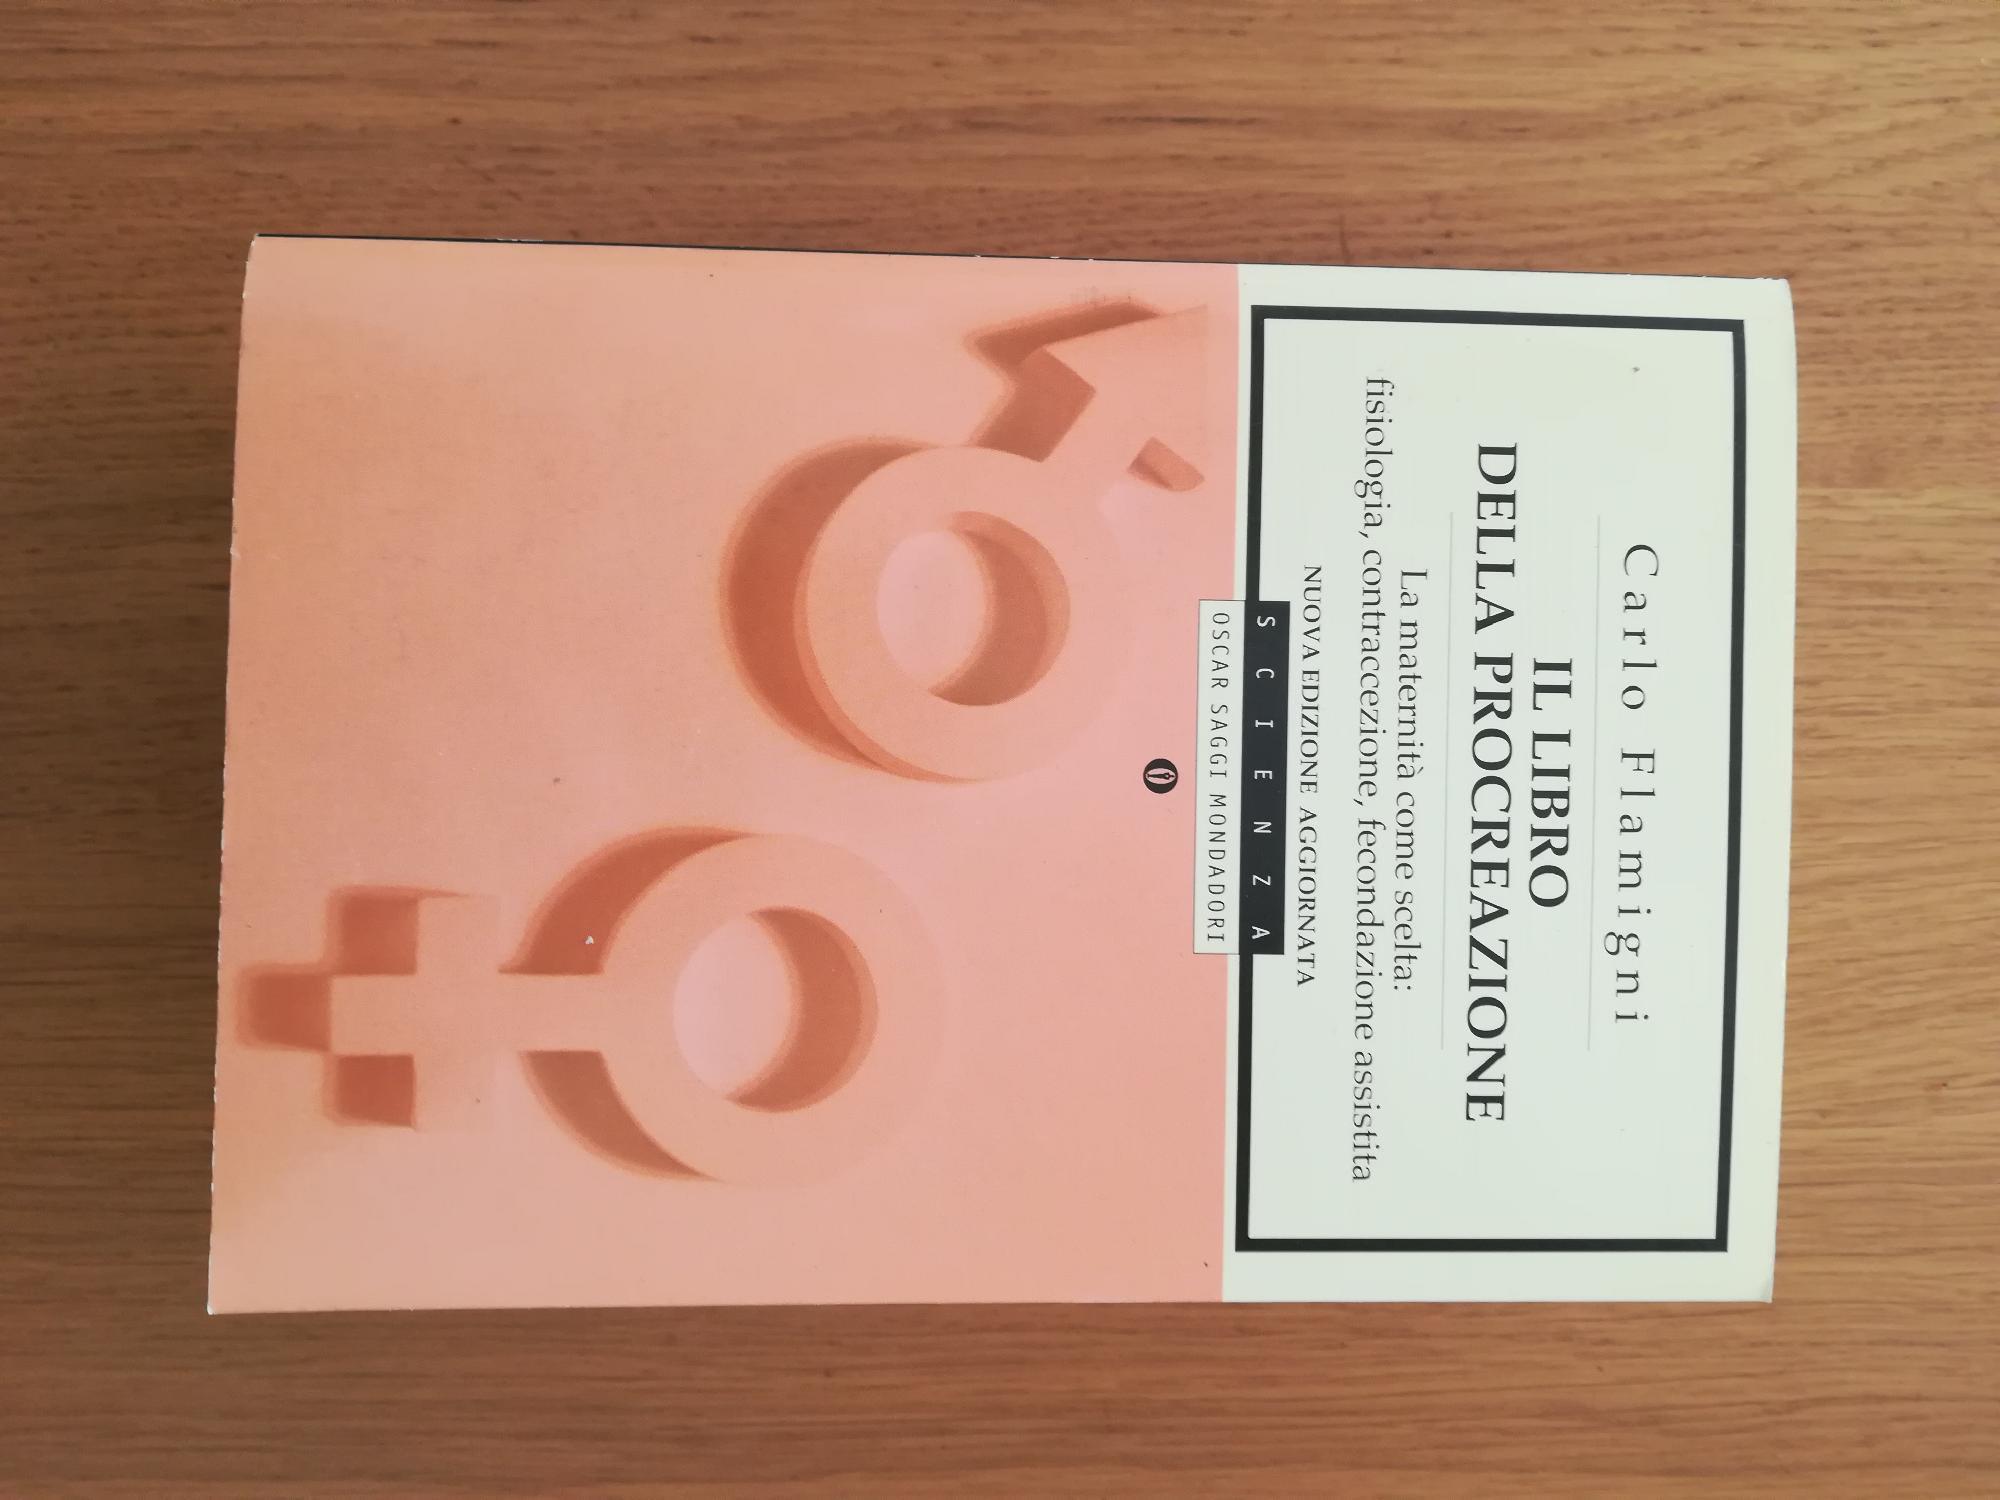 Carlo Flamigni
IL LIBRO
DELLA PROCREAZIONE
La maternità come scelta:
fisiologia, contraccezione, fecondazione assistita
NUOVA EDIZIONE AGGIORNATA
SCIENZA
OSCAR SAGGI MONDADORI